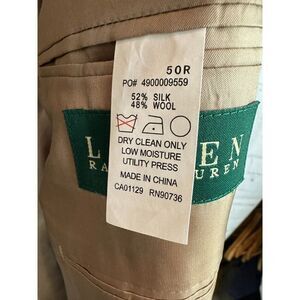 50R
PO# 4900009559
52% SILK
48% WOOL
DRY CLEAN ONLY
LOW MOISTURE
UTILITY PRESS
MADE IN CHINA
CA01129 RN90736